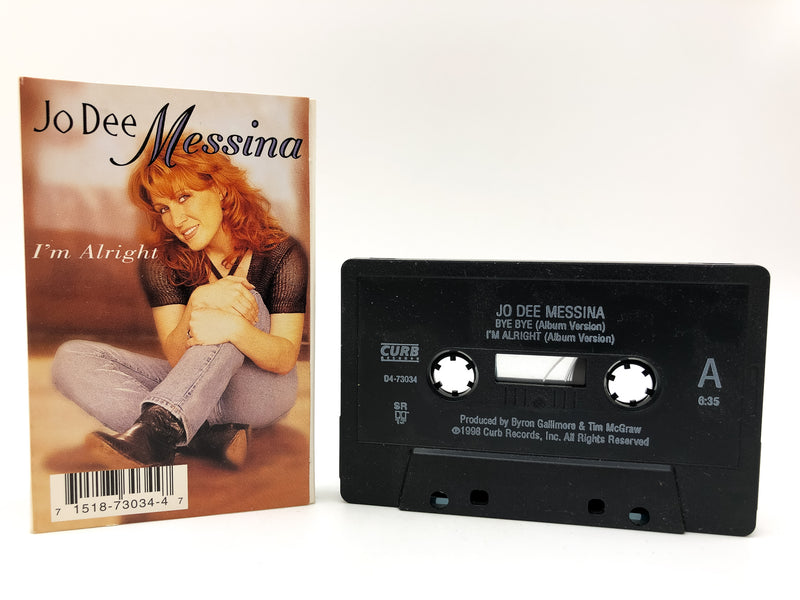 Jo Dee Messina
I'm Alright
7 1518-73034-4 7
JO DEE MESSINA
BYE BYE (Album Version)
I'M ALRIGHT (Album Version)
CURB
RECORDS
D4-73034
SR
A
6:35
Produced by Byron Gallimore & Tim McGraw
©1998 Curb Records, Inc. All Rights Reserved